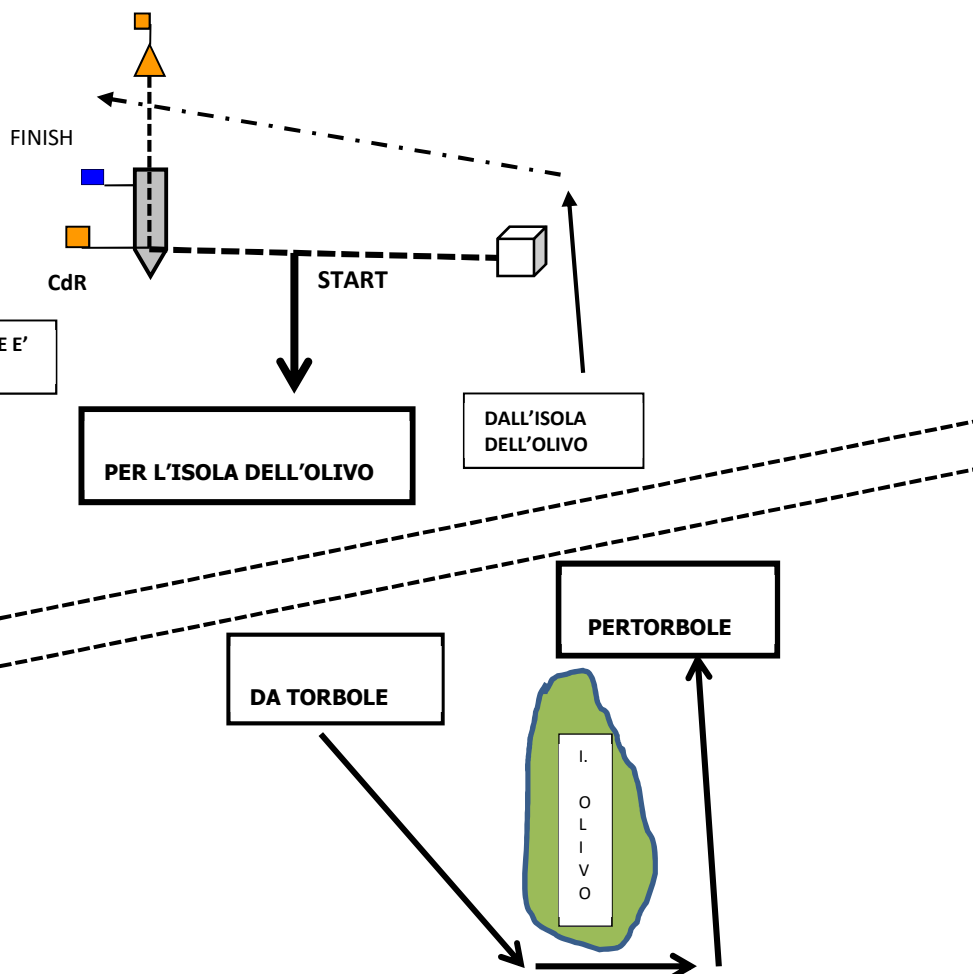 FINISH
START
CdR
E E'
PER L'ISOLA DELL'OLIVO
DALL'ISOLA
DELL'OLIVO
PERTORBOLE
DA TORBOLE
I.
O
L
I
V
O